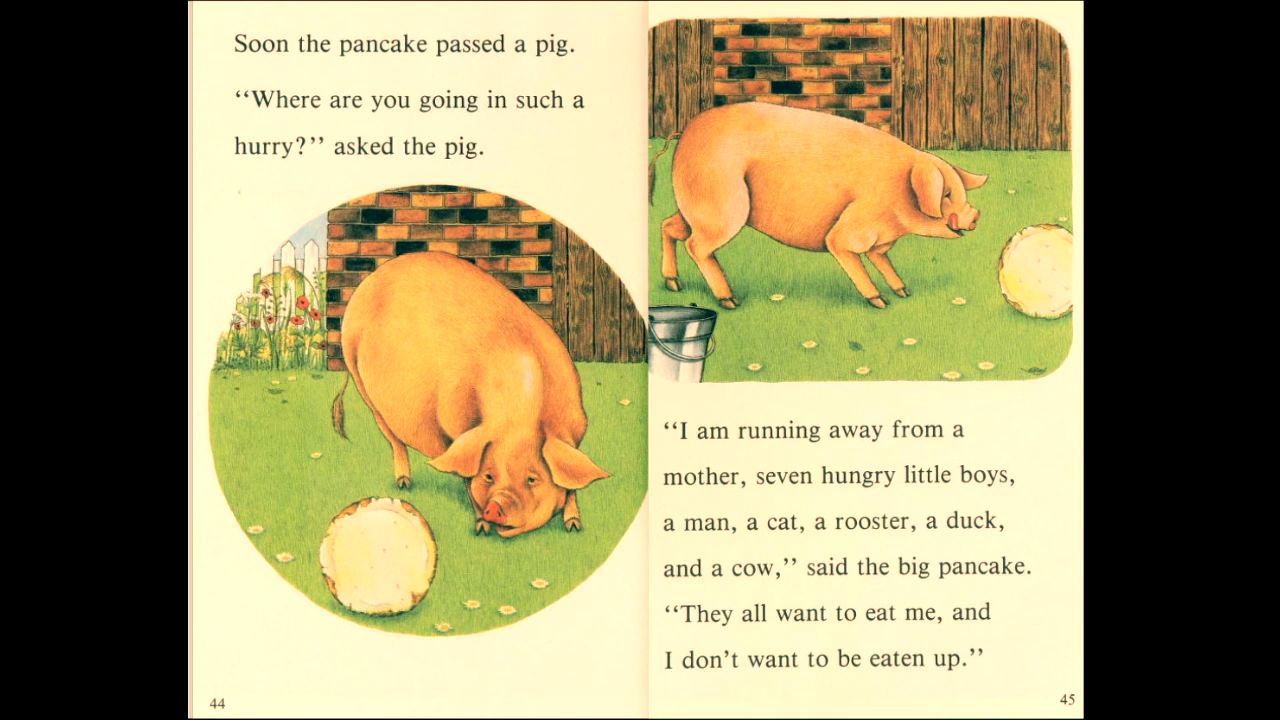 Soon the pancake passed a pig.
‘‘Where are you going in such a
hurry?’’ asked the pig.
44
‘‘I am running away from a
mother, seven hungry little boys,
a man, a cat, a rooster, a duck,
and a cow,’’ said the big pancake.
‘‘They all want to eat me, and
I don’t want to be eaten up.’’
45